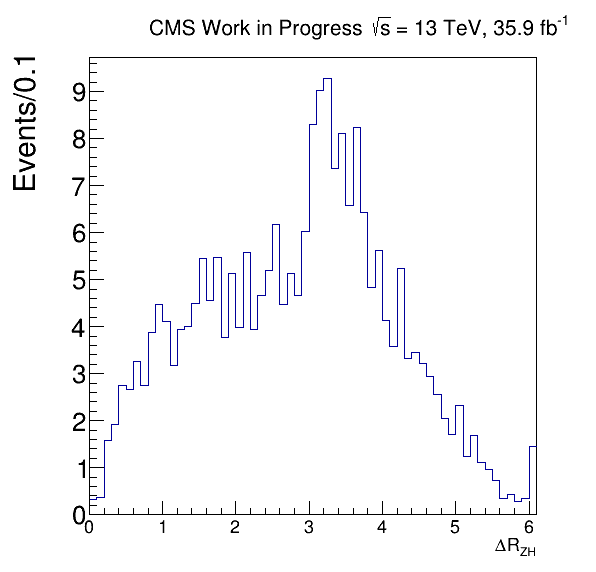 CMS Work in Progress √s = 13 TeV, 35.9 fb⁻¹
Events/0.1
9
8
7
6
5
4
3
2
1
0
0 1 2 3 4 5 6
ΔR_ZH